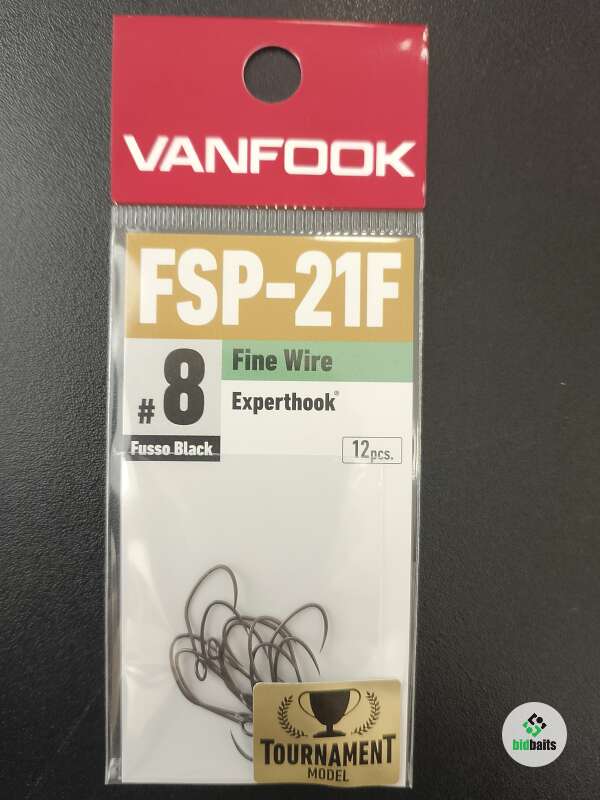 VANFOOK
FSP-21F
#8
Fine Wire
Experthook®
Fusso Black
12pcs.
TOURNAMENT
MODEL
bidbaits